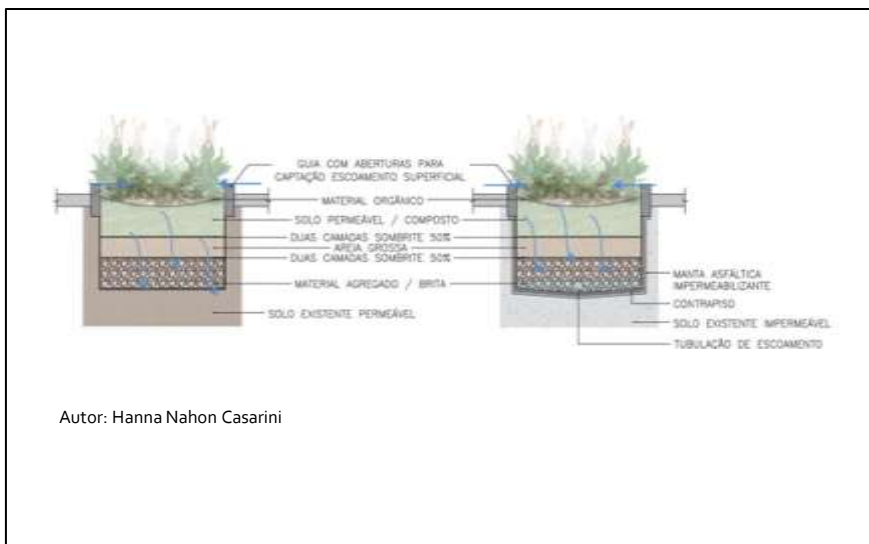 GUIA COM ABERTURAS PARA
CAPTAÇÃO ESCOAMENTO SUPERFICIAL
MATERIAL ORGÂNICO
SOLO PERMEÁVEL / COMPOSTO
DUAS CAMADAS SOMBRITE 50%
AREIA GROSSA
DUAS CAMADAS SOMBRITE 50%
MATERIAL AGREGADO / BRITA
SOLO EXISTENTE PERMEÁVEL
MANTA ASFÁLTICA
IMPERMEABILIZANTE
CONTRAPISO
SOLO EXISTENTE IMPERMEÁVEL
TUBULAÇÃO DE ESCOAMENTO
Autor: Hanna Nahon Casarini